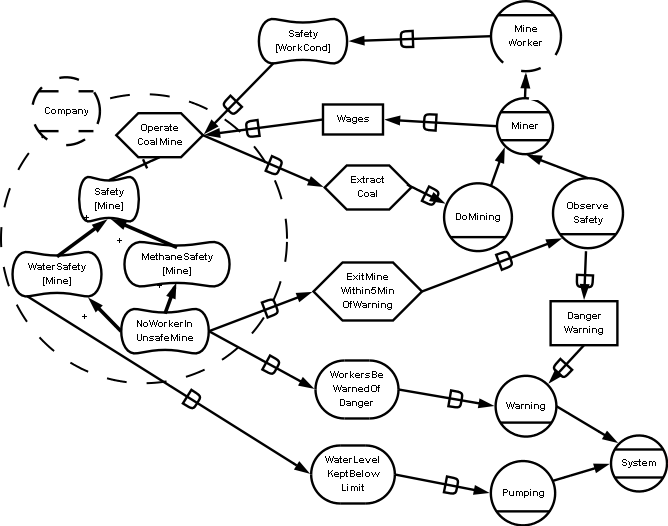 Mine
Worker
Safety
[WorkCond]
Company
Operate
CoalMine
Wages
Miner
Safety
[Mine]
Extract
Coal
DoMining
Observe
Safety
+
+
WaterSafety
[Mine]
MethaneSafety
[Mine]
ExitMine
Within5Min
OfWarning
+
+
NoWorkerIn
UnsafeMine
Danger
Warning
WorkersBe
WarnedOf
Danger
Warning
WaterLevel
KeptBelow
Limit
Pumping
System